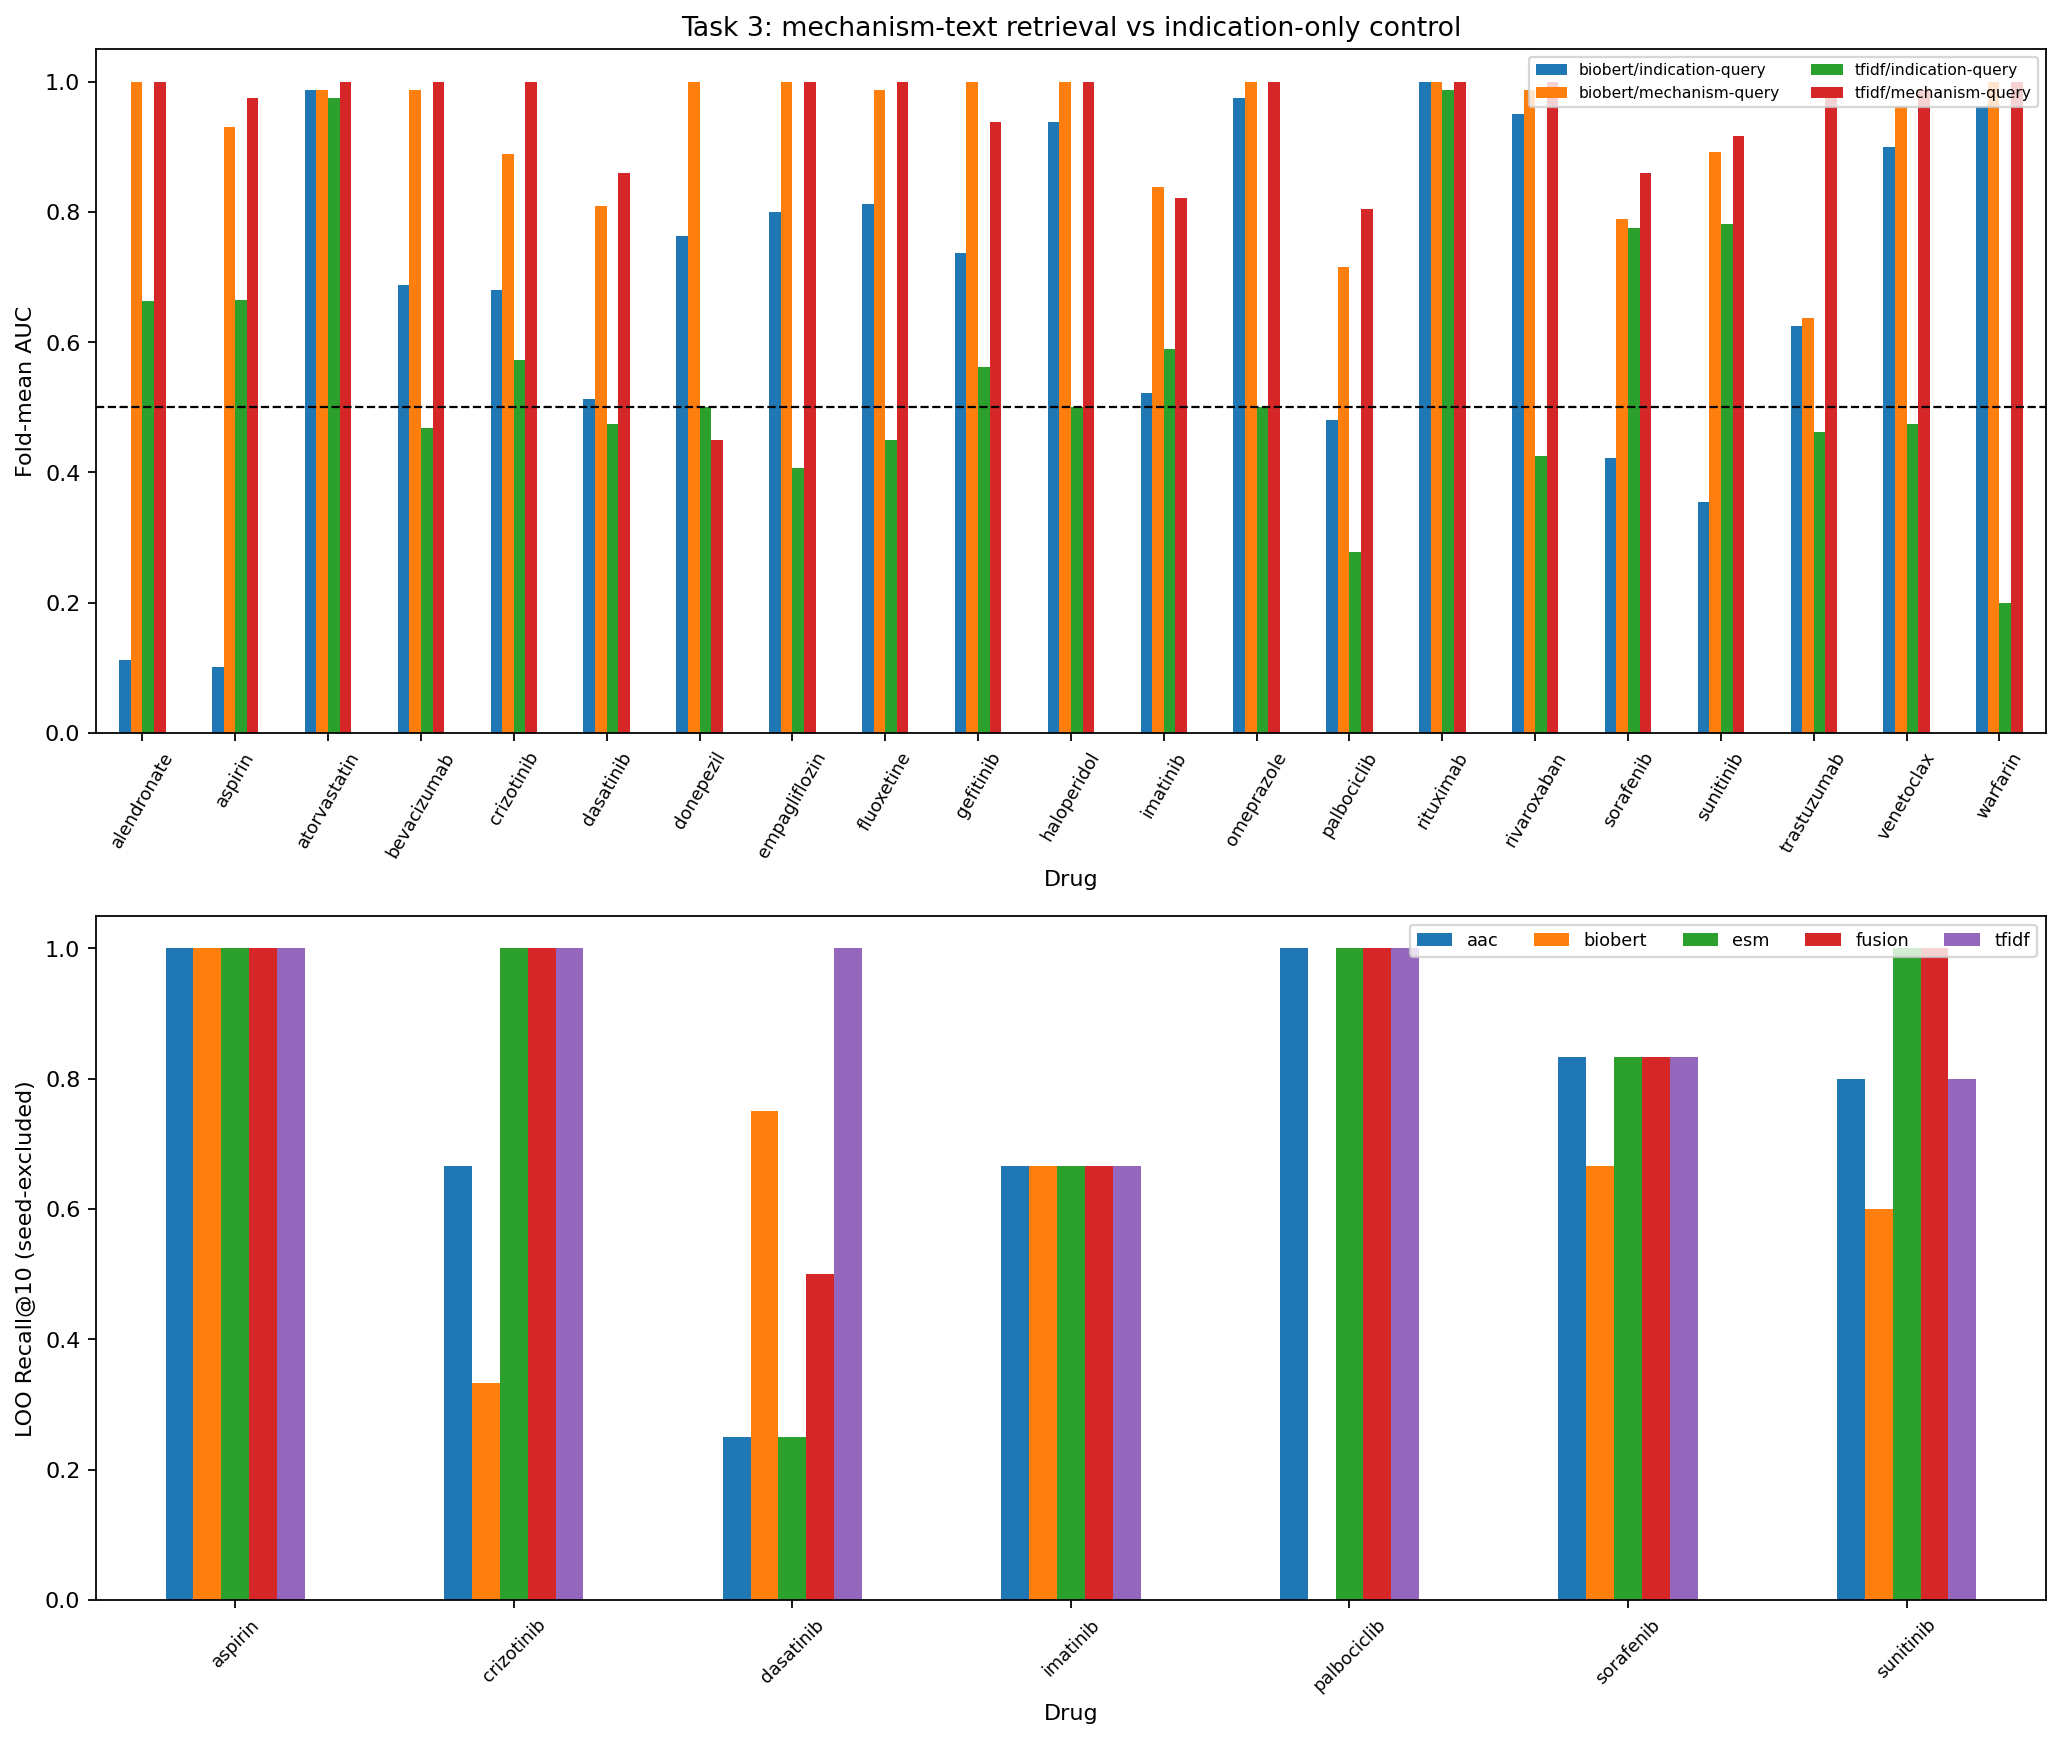 Task 3: mechanism-text retrieval vs indication-only control
biobert/indication-query
biobert/mechanism-query
tfidf/indication-query
tfidf/mechanism-query
Fold-mean AUC
1.0
0.8
0.6
0.4
0.2
0.0
alendronate
aspirin
atorvastatin
bevacizumab
crizotinib
dasatinib
donepezil
empagliflozin
fluoxetine
gefitinib
haloperidol
imatinib
omeprazole
palbociclib
rituximab
rivaroxaban
sorafenib
sunitinib
trastuzumab
venetoclax
warfarin
Drug
aac
biobert
esm
fusion
tfidf
LOO Recall@10 (seed-excluded)
1.0
0.8
0.6
0.4
0.2
0.0
aspirin
crizotinib
dasatinib
imatinib
palbociclib
sorafenib
sunitinib
Drug